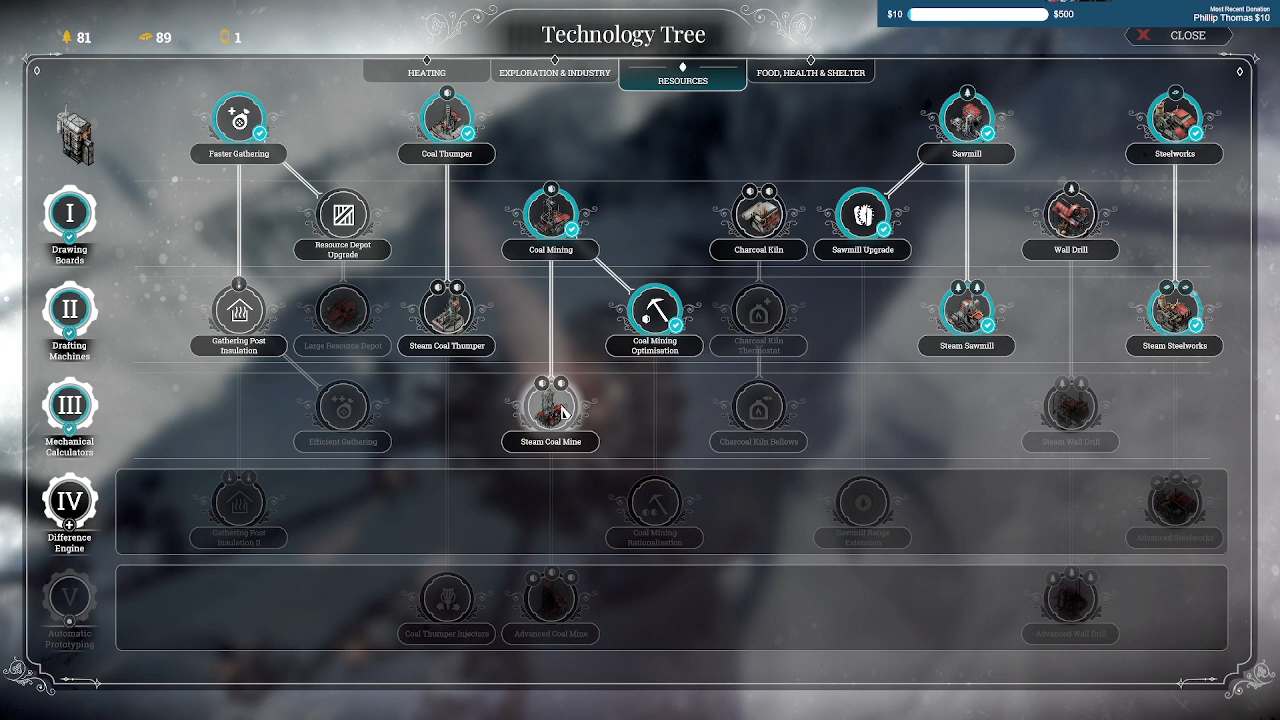 $10
$500
Most Recent Donation
Phillip Thomas $10
81
89
1
Technology Tree
CLOSE
HEATING
EXPLORATION & INDUSTRY
RESOURCES
FOOD, HEALTH & SHELTER
Faster Gathering
Coal Thumper
Sawmill
Steelworks
I
Drawing
Boards
Resource Depot
Upgrade
Coal Mining
Charcoal Kiln
Sawmill Upgrade
Wall Drill
II
Drafting
Machines
Gathering Post
Insulation
Large Resource Depot
Steam Coal Thumper
Coal Mining
Optimisation
Charcoal Kiln
Thermostat
Steam Sawmill
Steam Steelworks
III
Mechanical
Calculators
Efficient Gathering
Steam Coal Mine
Charcoal Kiln Bellows
Steam Wall Drill
IV
Difference
Engine
Gathering Post
Insulation II
Coal Mining
Rationalisation
Sawmill Range
Extension
Advanced Steelworks
V
Automatic
Prototyping
Coal Thumper Injectors
Advanced Coal Mine
Advanced Wall Drill